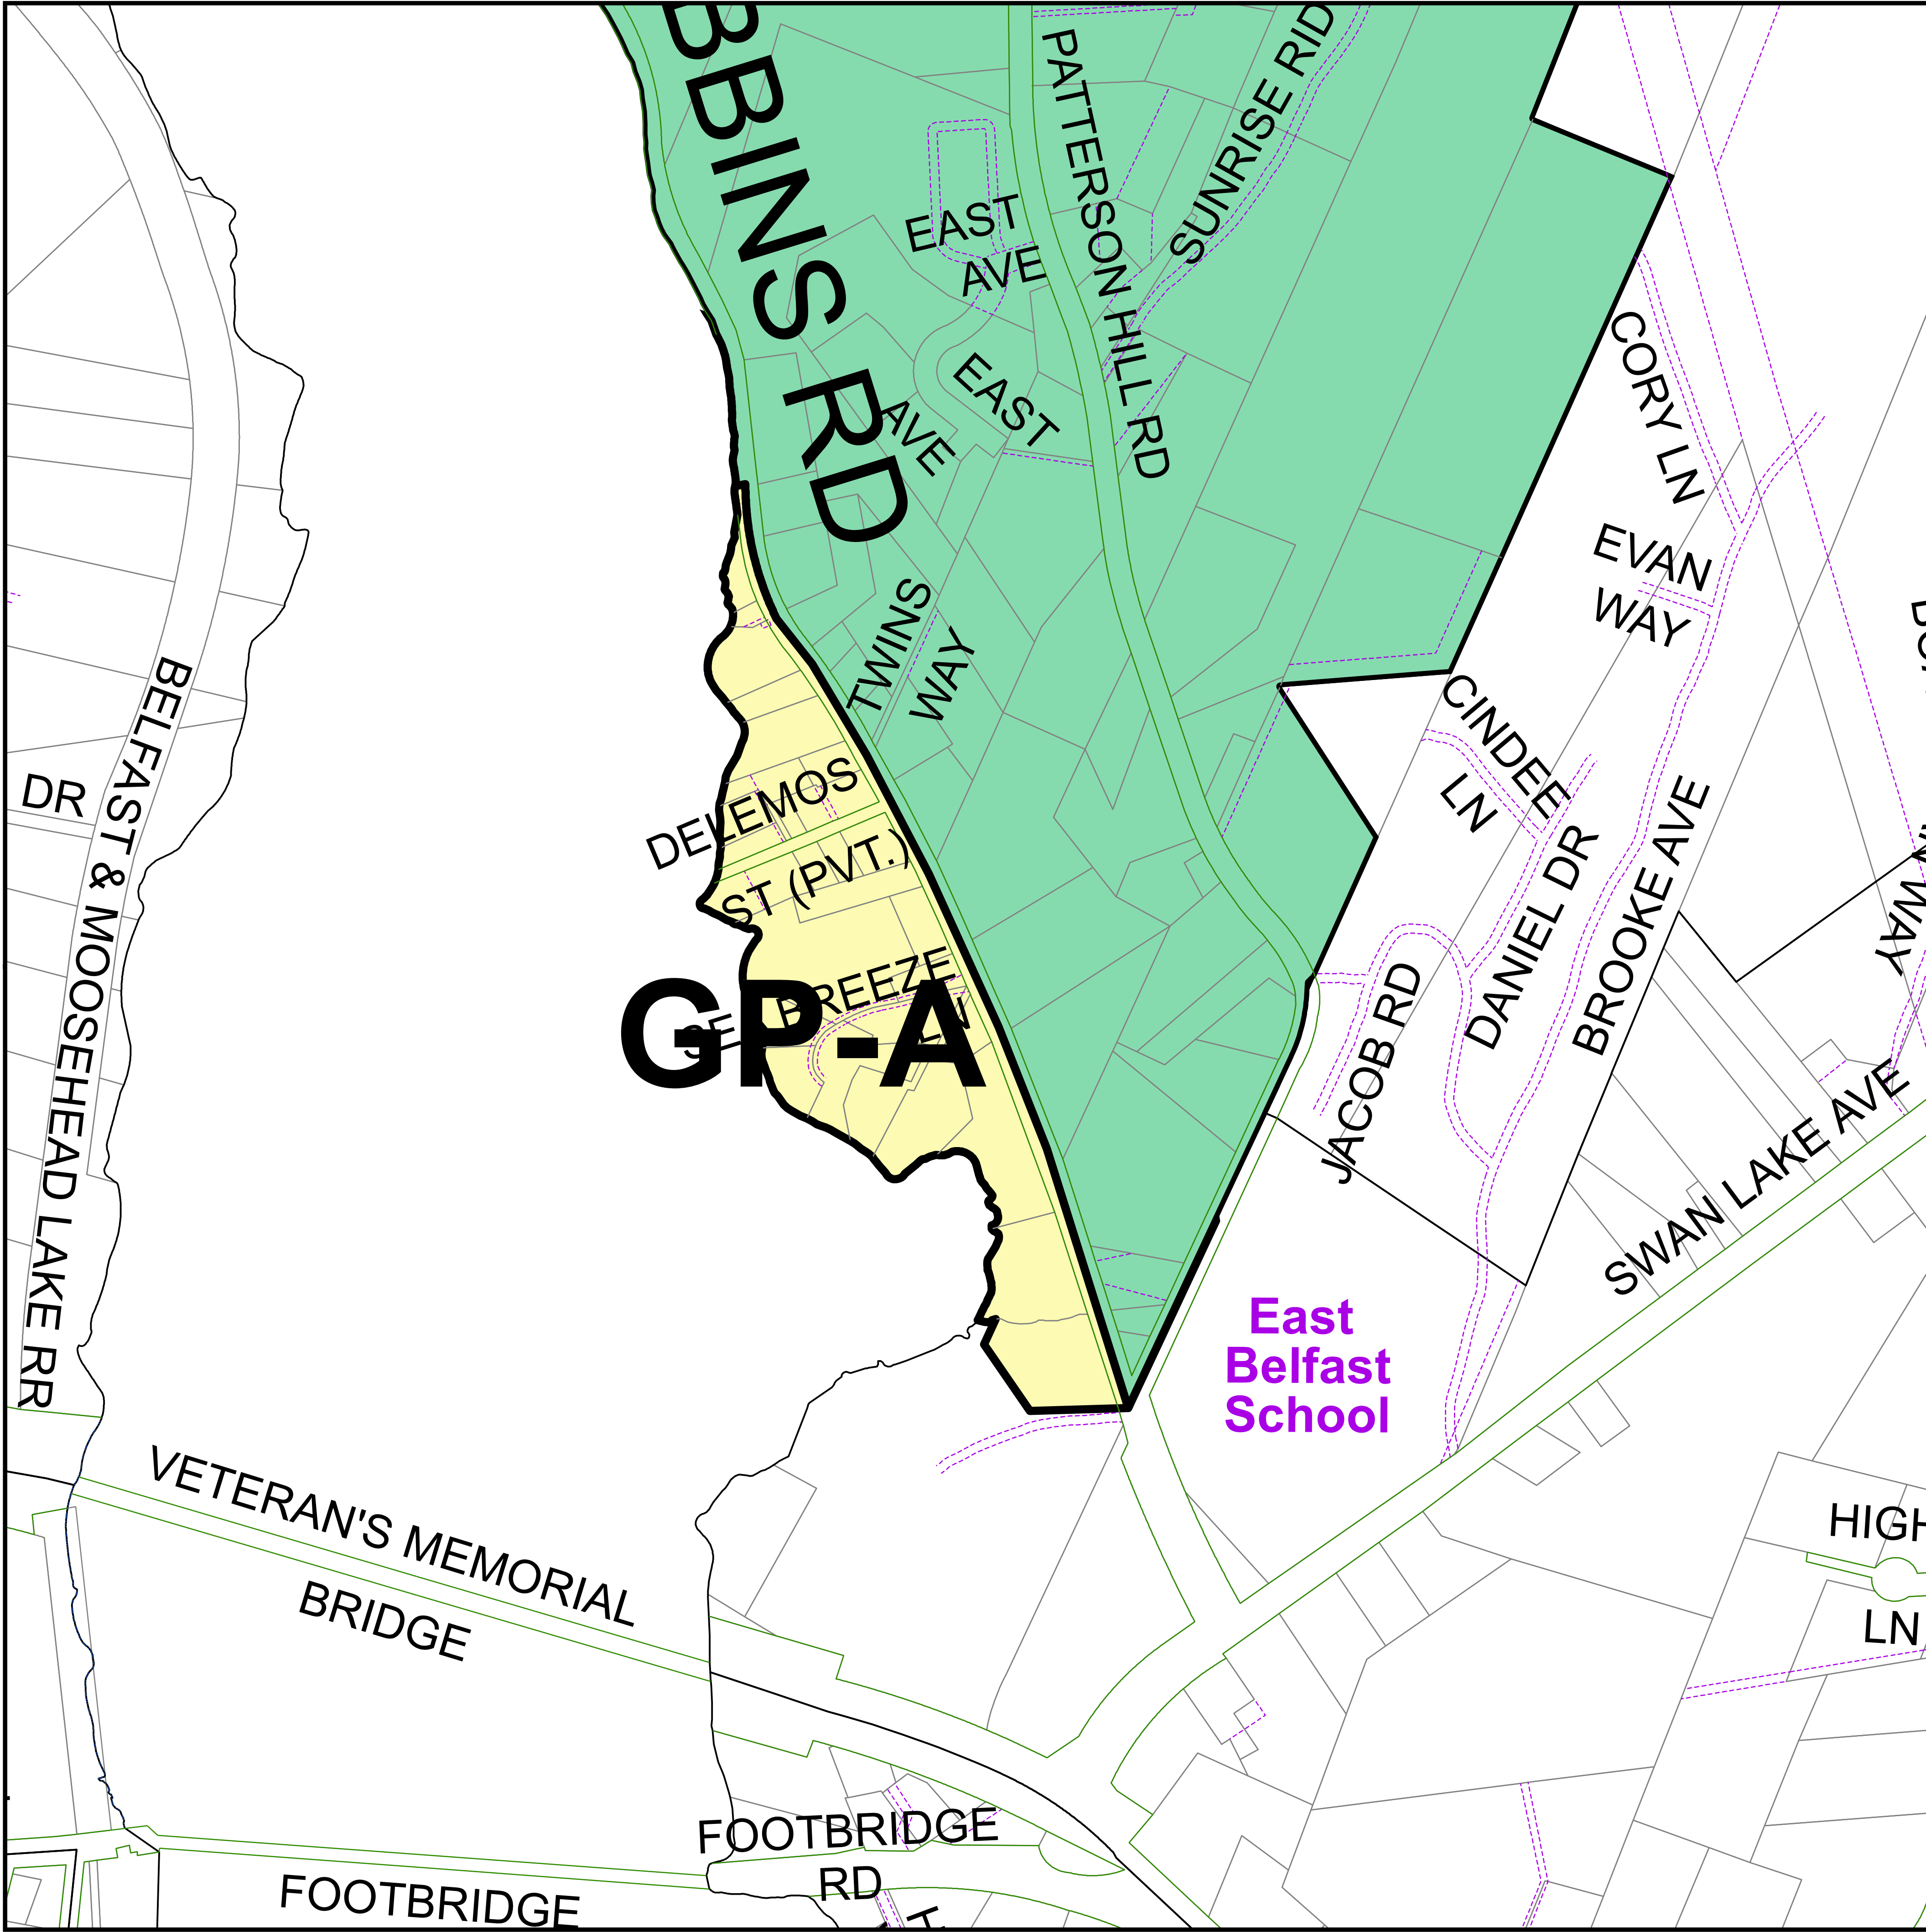 BBINS RD
PATTERSON HILL RD
SUNRISE RID
EAST
AVE
EAST
AVE
CORY LN
EVAN
WAY
TWINS
WAY
CINDEE
LN
DELEMOS
ST (PVT.)
DR
BELFAST & MOOSEHEAD LAKE RR
BREEZE
LN
GP-A
JACOB RD
DANIEL DR
BROOKE AVE
WAY
SWAN LAKE AVE
East
Belfast
School
VETERAN'S MEMORIAL
BRIDGE
HIGH
LN
FOOTBRIDGE
RD
FOOTBRIDGE